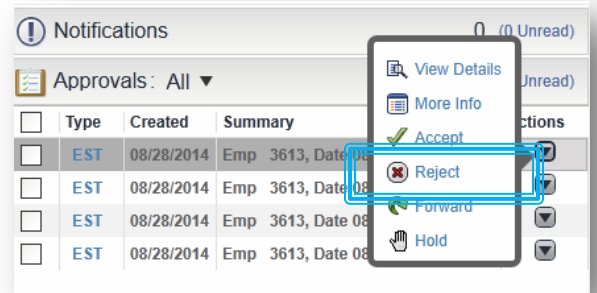 Notifications 0 (0 Unread)
Approvals: All ▼ Unread)
View Details
More Info
Accept
Reject
Forward
Hold
Type Created Summary ctions
EST 08/28/2014 Emp 3613, Date 08
EST 08/28/2014 Emp 3613, Date 08
EST 08/28/2014 Emp 3613, Date 08
EST 08/28/2014 Emp 3613, Date 08